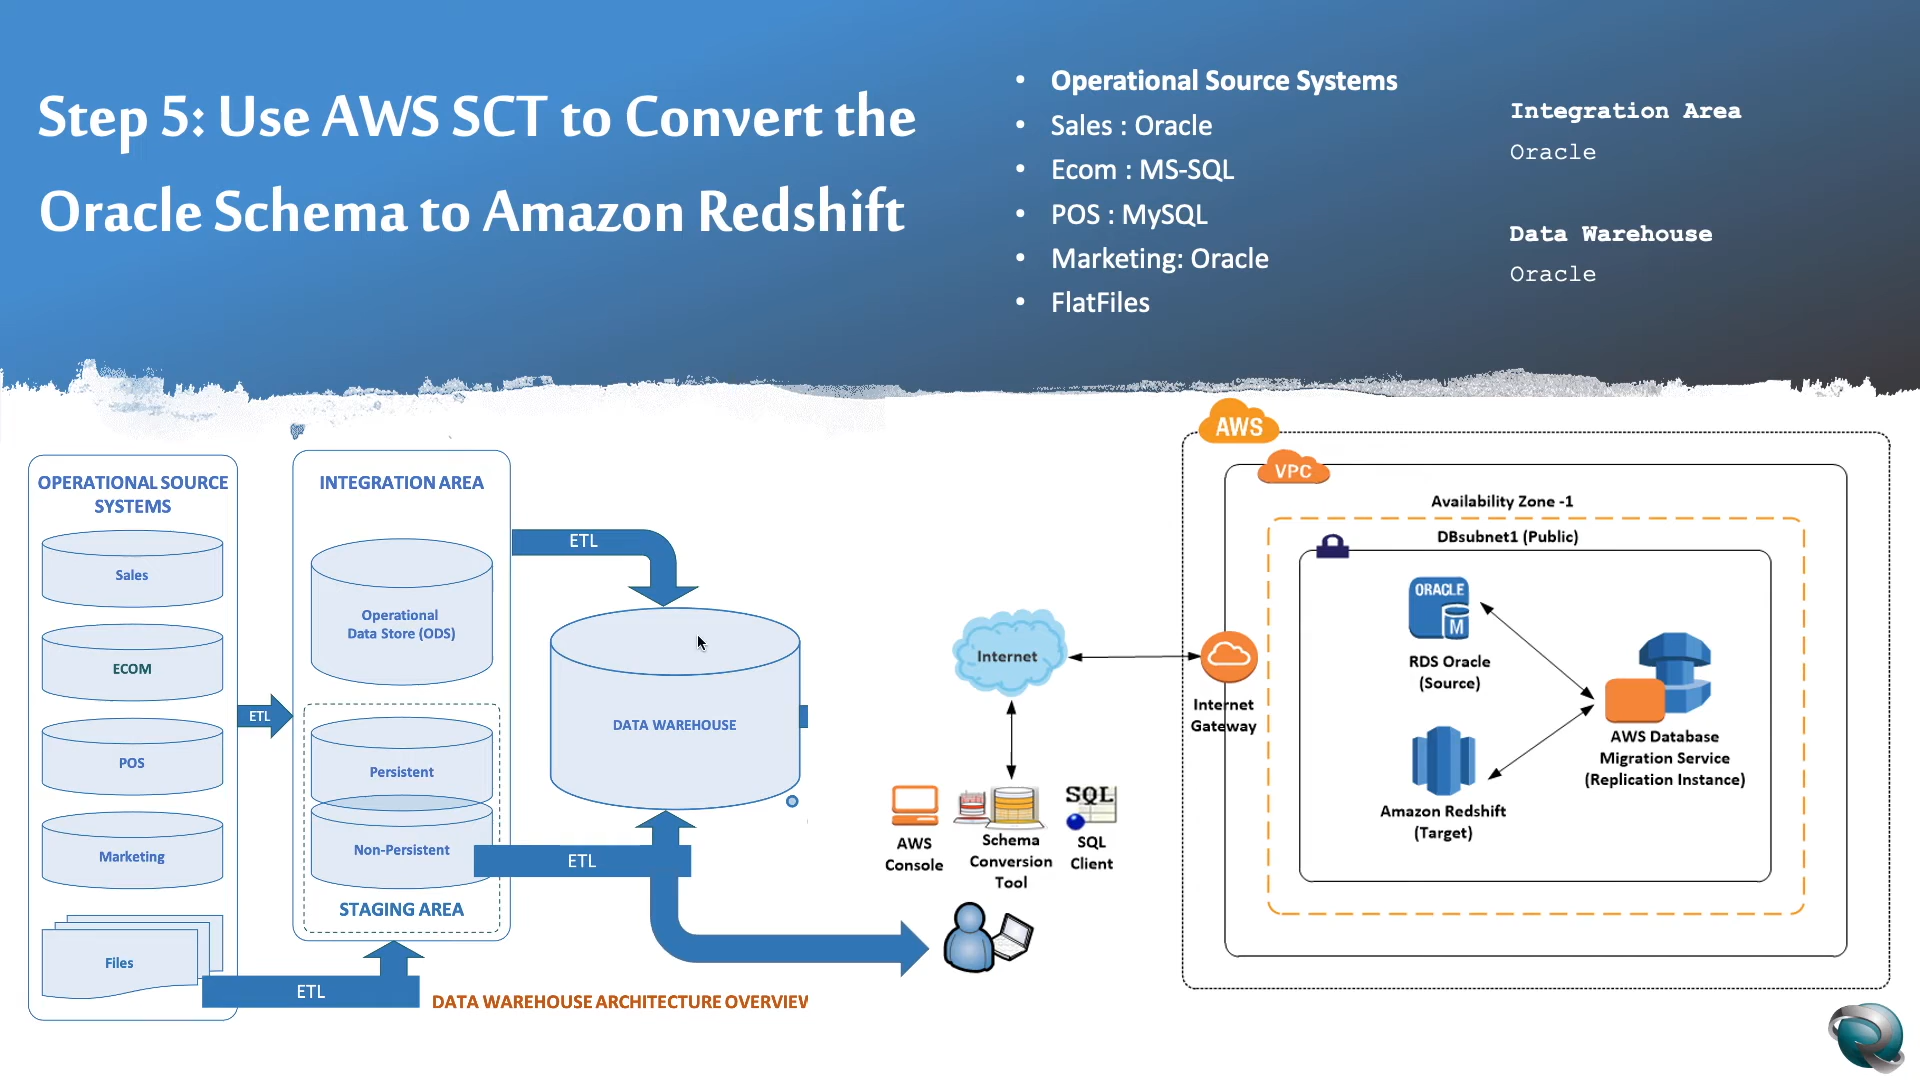 Step 5: Use AWS SCT to Convert the
Oracle Schema to Amazon Redshift
• Operational Source Systems
• Sales : Oracle
• Ecom : MS-SQL
• POS : MySQL
• Marketing: Oracle
• FlatFiles
Integration Area
Oracle
Data Warehouse
Oracle
OPERATIONAL SOURCE
SYSTEMS
Sales
ECOM
POS
Marketing
Files
ETL
ETL
INTEGRATION AREA
Operational
Data Store (ODS)
Persistent
Non-Persistent
STAGING AREA
ETL
DATA WAREHOUSE
ETL
DATA WAREHOUSE ARCHITECTURE OVERVIEW
Internet
AWS
Console
Schema
Conversion
Tool
SQL
SQL
Client
AWS
VPC
Internet
Gateway
Availability Zone -1
DBsubnet1 (Public)
ORACLE
M
RDS Oracle
(Source)
Amazon Redshift
(Target)
AWS Database
Migration Service
(Replication Instance)